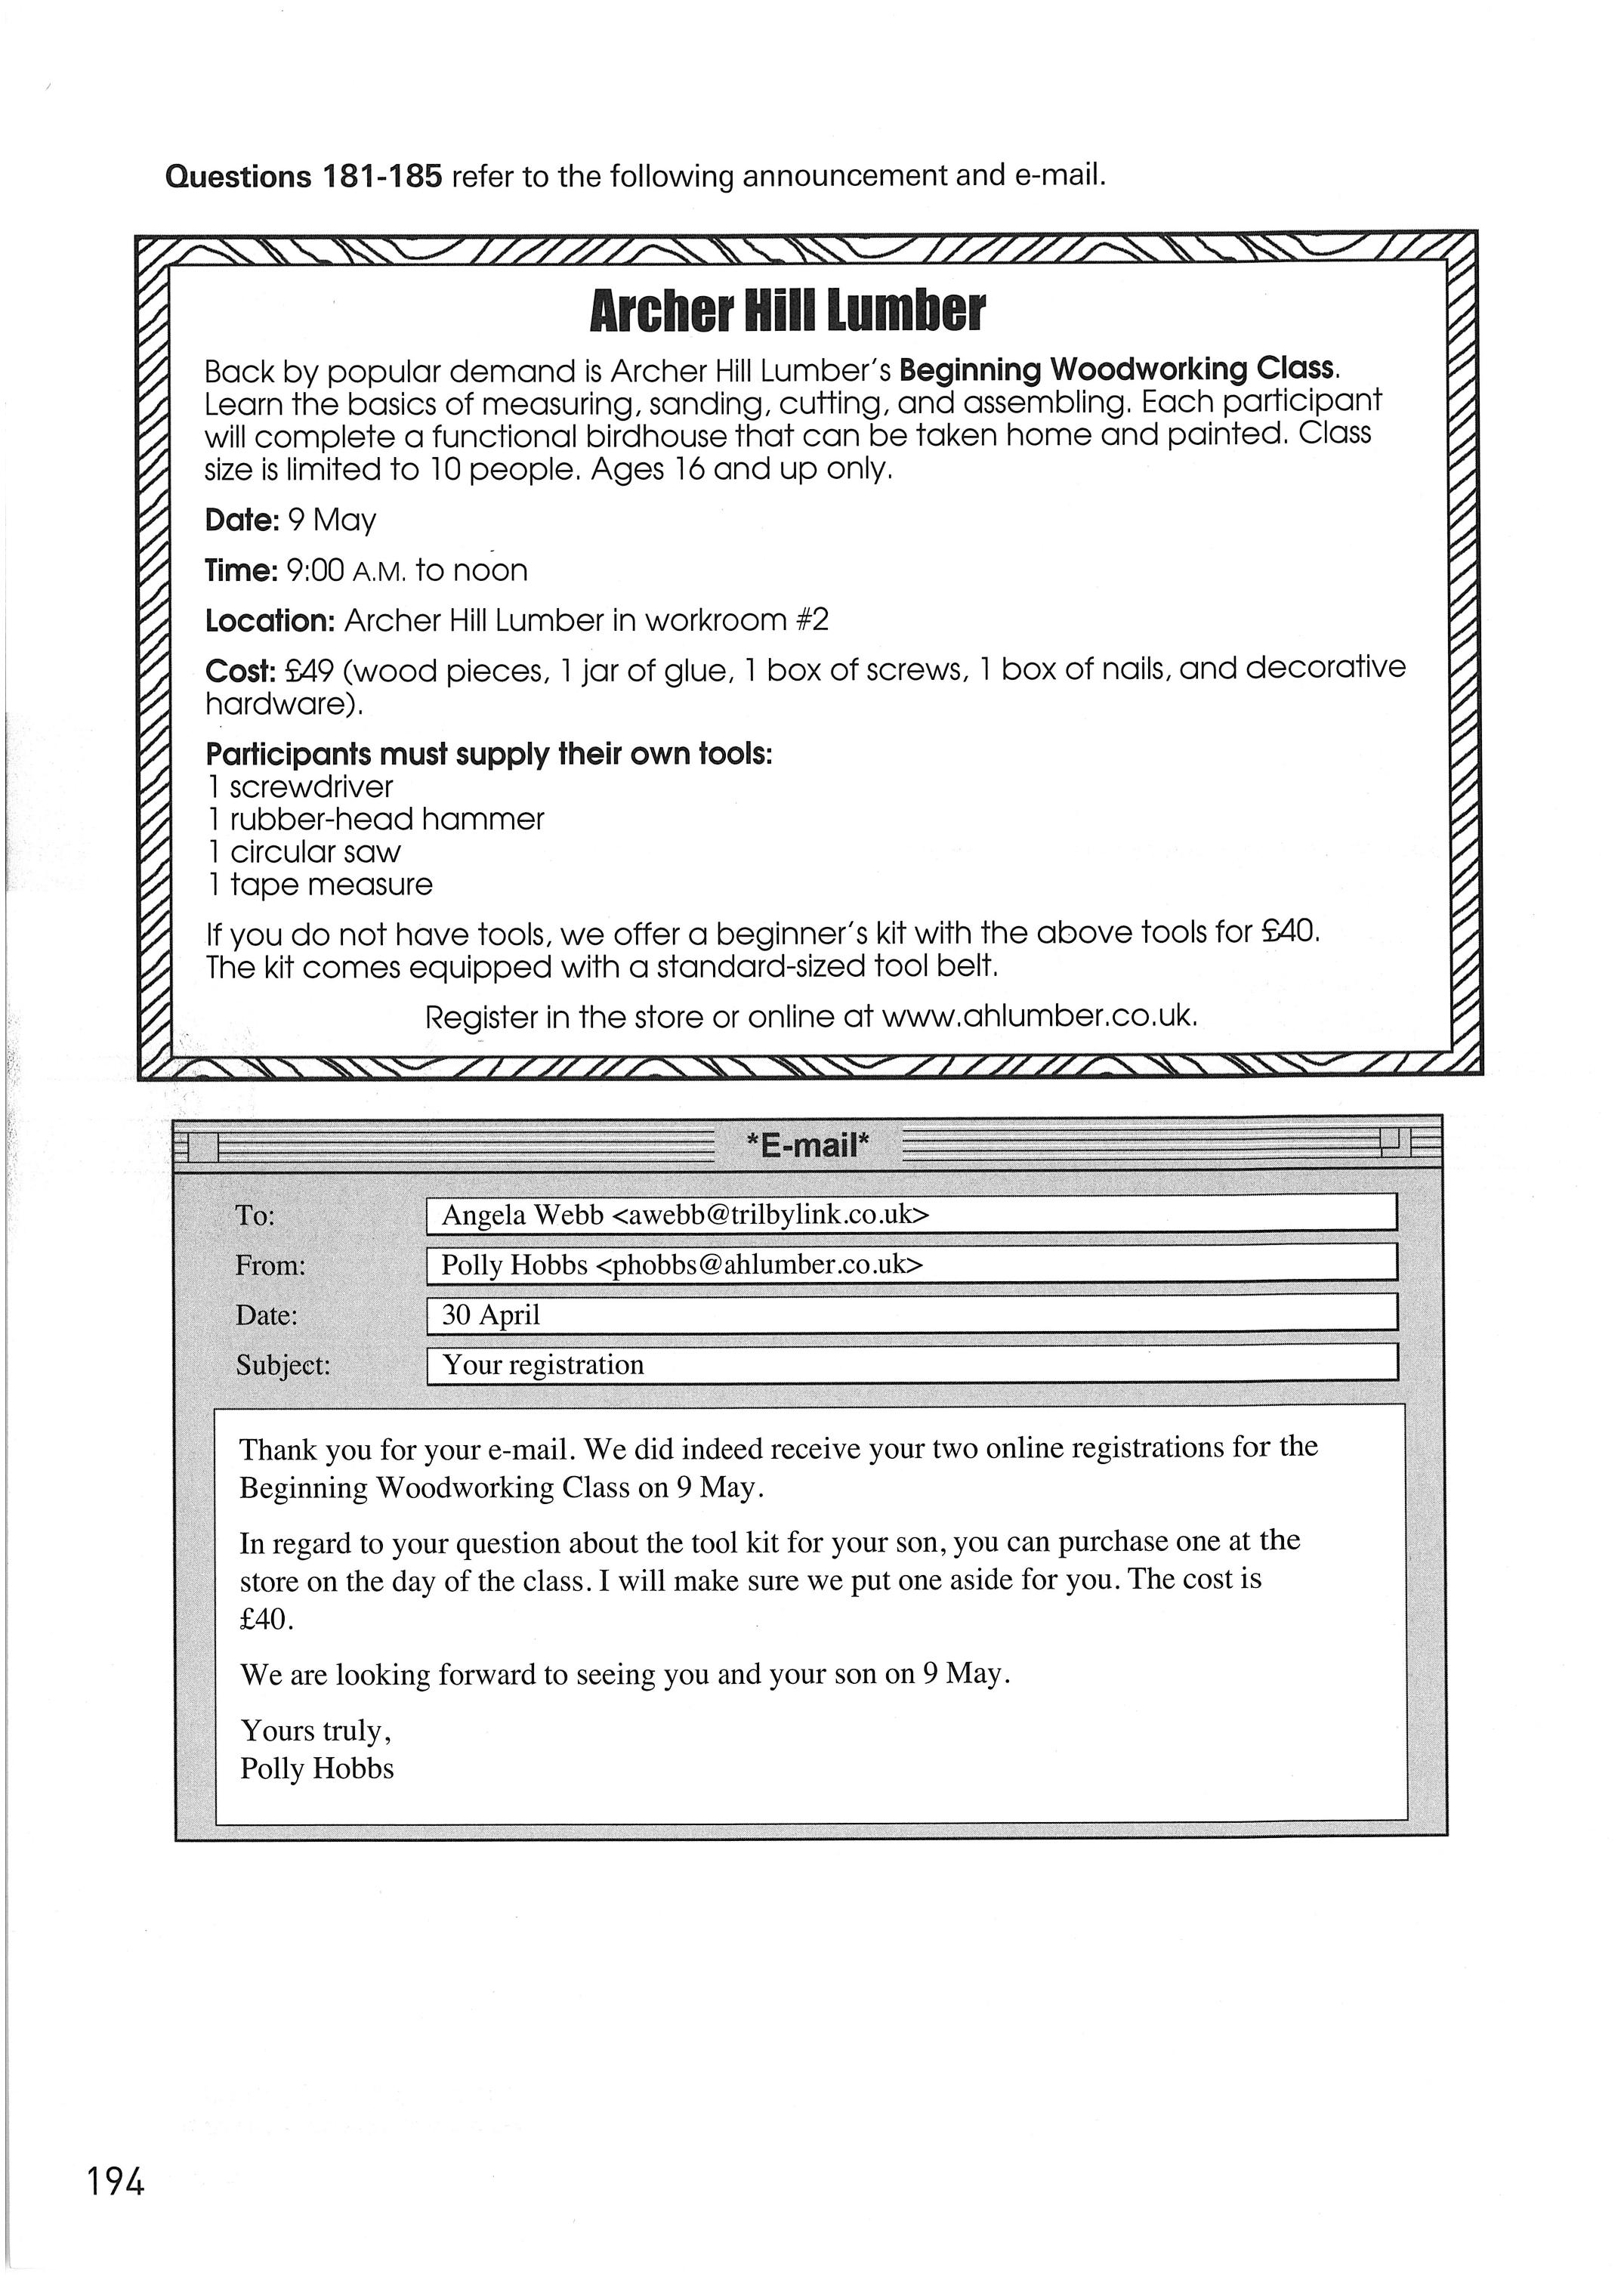 Questions 181-185 refer to the following announcement and e-mail.
Archer Hill Lumber
Back by popular demand is Archer Hill Lumber's Beginning Woodworking Class.
Learn the basics of measuring, sanding, cutting, and assembling. Each participant
will complete a functional birdhouse that can be taken home and painted. Class
size is limited to 10 people. Ages 16 and up only.
Date: 9 May
Time: 9:00 A.M. to noon
Location: Archer Hill Lumber in workroom #2
Cost: £49 (wood pieces, 1 jar of glue, 1 box of screws, 1 box of nails, and decorative
hardware).
Participants must supply their own tools:
1 screwdriver
1 rubber-head hammer
1 circular saw
1 tape measure
If you do not have tools, we offer a beginner's kit with the above tools for £40.
The kit comes equipped with a standard-sized tool belt.
Register in the store or online at www.ahlumber.co.uk.
*E-mail*
To: Angela Webb <awebb@trilbylink.co.uk>
From: Polly Hobbs <phobbs@ahlumber.co.uk>
Date: 30 April
Subject: Your registration
Thank you for your e-mail. We did indeed receive your two online registrations for the
Beginning Woodworking Class on 9 May.
In regard to your question about the tool kit for your son, you can purchase one at the
store on the day of the class. I will make sure we put one aside for you. The cost is
£40.
We are looking forward to seeing you and your son on 9 May.
Yours truly,
Polly Hobbs
194